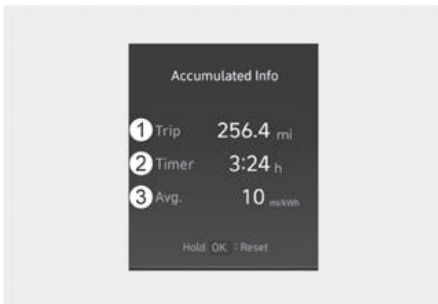 Accumulated Info
1 Trip 256.4 mi
2 Timer 3:24 h
3 Avg. 10 mi/kWh
Hold OK : Reset